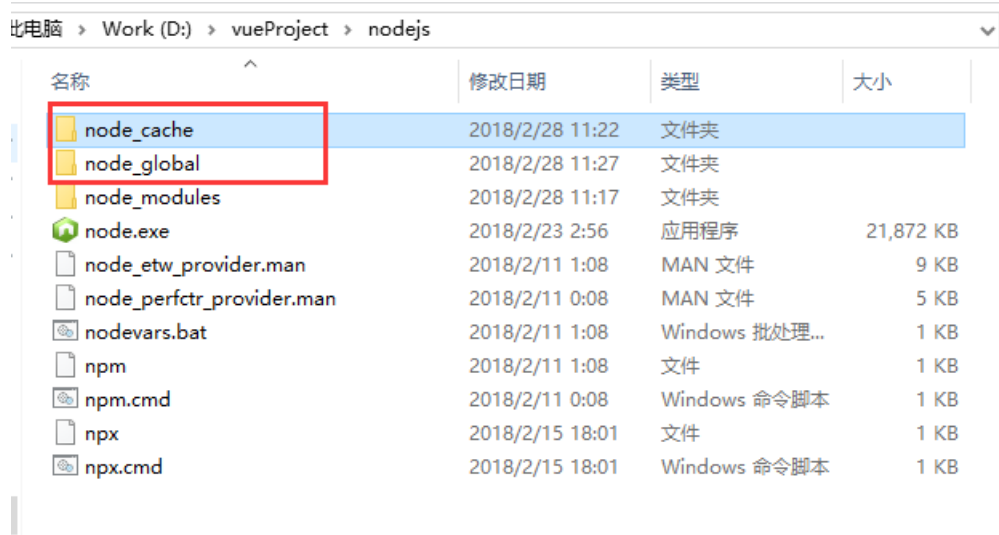 此电脑 > Work (D:) > vueProject > nodejs
名称 修改日期 类型 大小
node_cache 2018/2/28 11:22 文件夹
node_global 2018/2/28 11:27 文件夹
node_modules 2018/2/28 11:17 文件夹
node.exe 2018/2/23 2:56 应用程序 21,872 KB
node_etw_provider.man 2018/2/11 1:08 MAN 文件 9 KB
node_perfctr_provider.man 2018/2/11 0:08 MAN 文件 5 KB
nodevars.bat 2018/2/11 1:08 Windows 批处理... 1 KB
npm 2018/2/11 1:08 文件 1 KB
npm.cmd 2018/2/11 0:08 Windows 命令脚本 1 KB
npx 2018/2/15 18:01 文件 1 KB
npx.cmd 2018/2/15 18:01 Windows 命令脚本 1 KB